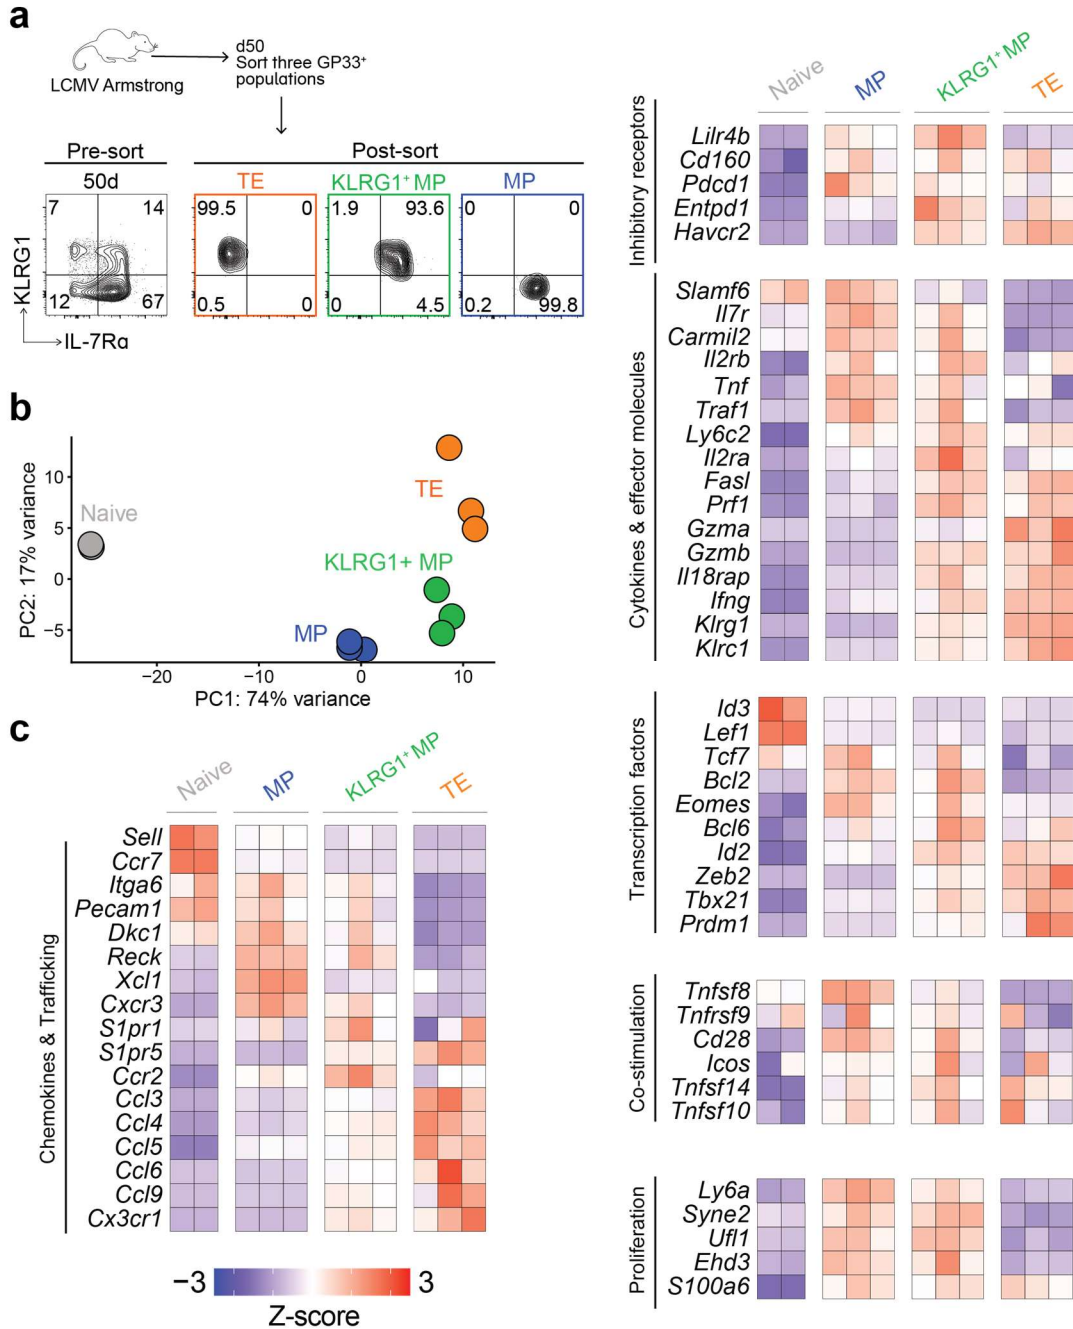 a
LCMV Armstrong
d50
Sort three GP33⁺
populations
Pre-sort
Post-sort
50d
TE
KLRG1⁺ MP
MP
7 14
12 67
99.5 0
0.5 0
1.9 93.6
0 4.5
0 0
0.2 99.8
KLRG1
IL-7Rα
b
PC2: 17% variance
10
5
0
−5
Naive
TE
KLRG1+ MP
MP
−20 −10 0 10
PC1: 74% variance
c
Naive MP KLRG1⁺ MP TE
Chemokines & Trafficking
Sell
Ccr7
Itga6
Pecam1
Dkc1
Reck
Xcl1
Cxcr3
S1pr1
S1pr5
Ccr2
Ccl3
Ccl4
Ccl5
Ccl6
Ccl9
Cx3cr1
−3 3
Z-score
Naive MP KLRG1⁺ MP TE
Inhibitory receptors
Lilr4b
Cd160
Pdcd1
Entpd1
Havcr2
Cytokines & effector molecules
Slamf6
Il7r
Carmil2
Il2rb
Tnf
Traf1
Ly6c2
Il2ra
Fasl
Prf1
Gzma
Gzmb
Il18rap
Ifng
Klrg1
Klrc1
Transcription factors
Id3
Lef1
Tcf7
Bcl2
Eomes
Bcl6
Id2
Zeb2
Tbx21
Prdm1
Co-stimulation
Tnfsf8
Tnfrsf9
Cd28
Icos
Tnfsf14
Tnfsf10
Proliferation
Ly6a
Syne2
Ufl1
Ehd3
S100a6